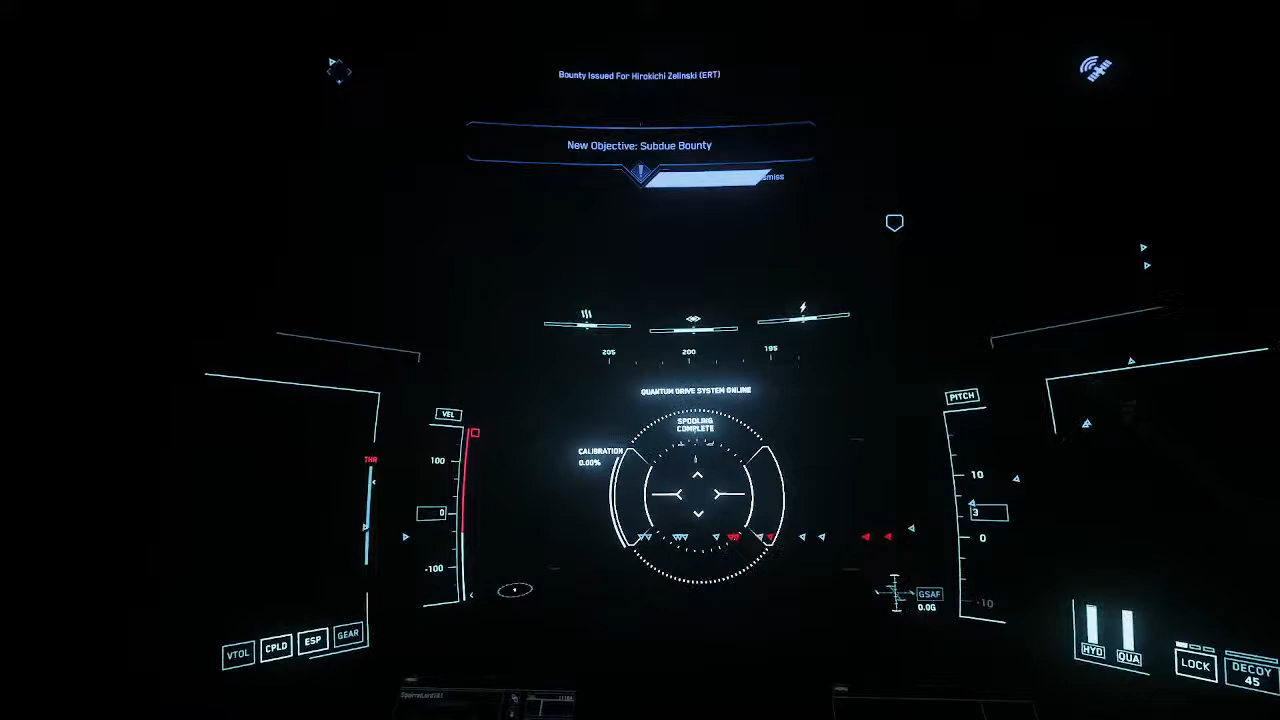 Bounty Issued For Hirokichi Zelinski (ERT)
New Objective: Subdue Bounty
205
200
195
QUANTUM DRIVE SYSTEM ONLINE
SPOOLING
COMPLETE
CALIBRATION
0.00%
VEL
100
0
-100
THR
PITCH
10
3
0
-10
GSAF
0.0G
VTOL
CPLD
ESP
GEAR
HYD
QUA
LOCK
DECOY
45